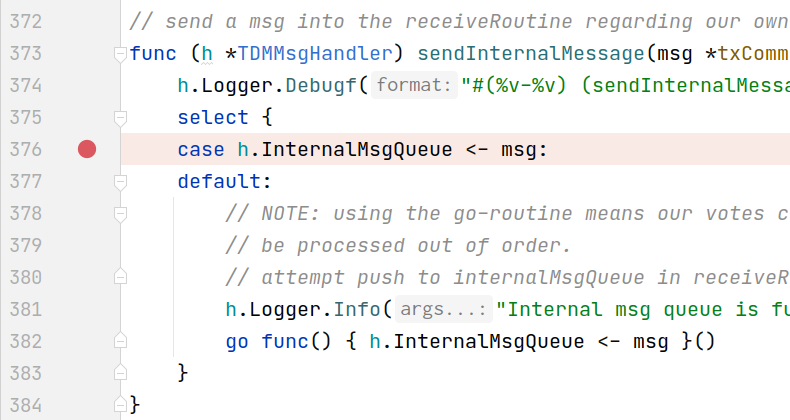 372 // send a msg into the receiveRoutine regarding our own
373 func (h *TDMMsgHandler) sendInternalMessage(msg *txComm
374 h.Logger.Debugf( format: "#(%v-%v) (sendInternalMessa
375 select {
376 case h.InternalMsgQueue <- msg:
377 default:
378 // NOTE: using the go-routine means our votes c
379 // be processed out of order.
380 // attempt push to internalMsgQueue in receiveR
381 h.Logger.Info( args...: "Internal msg queue is fu
382 go func() { h.InternalMsgQueue <- msg }()
383 }
384 }